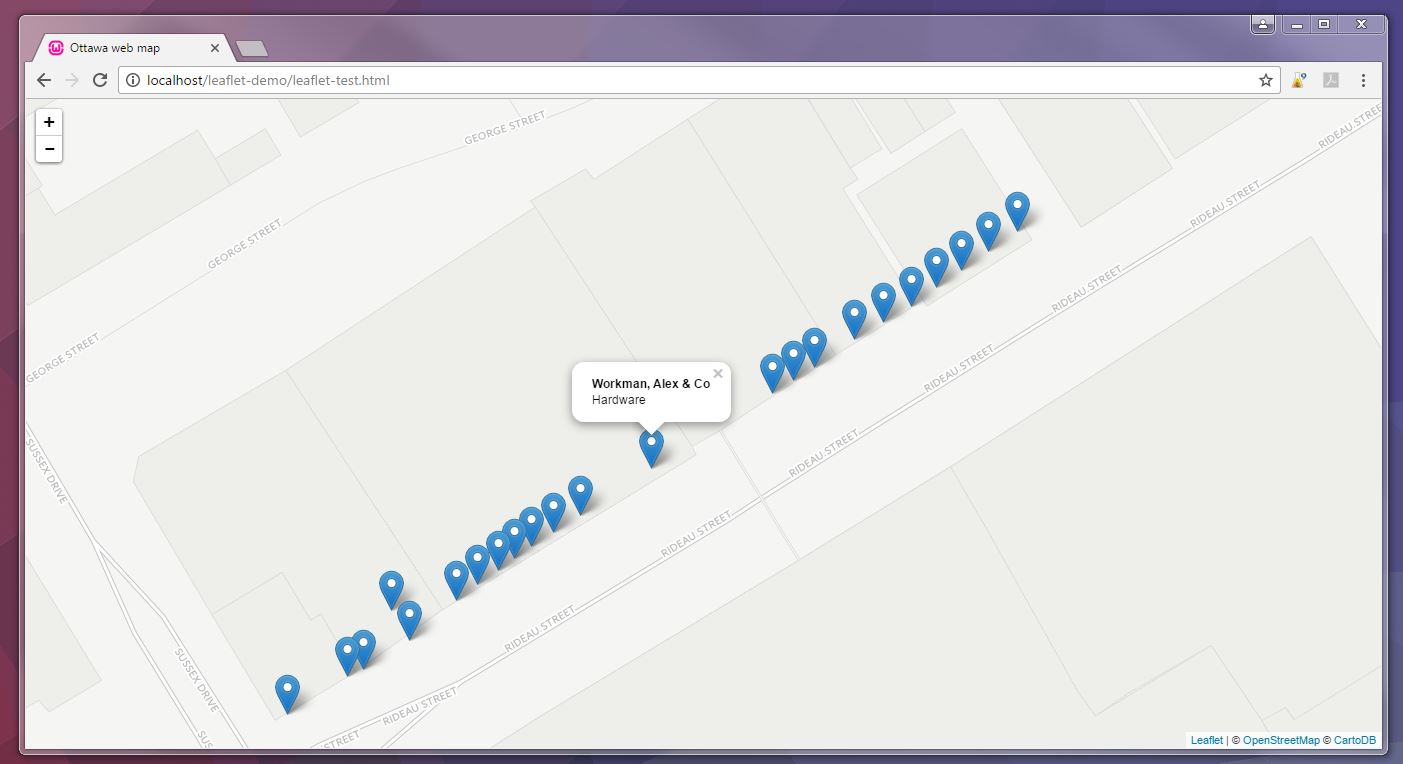 Ottawa web map
localhost/leaflet-demo/leaflet-test.html
+
−
GEORGE STREET
RIDEAU STREET
RIDEAU STREET
GEORGE STREET
RIDEAU STREET
GEORGE STREET
RIDEAU STREET
Workman, Alex & Co
Hardware
RIDEAU STREET
SUSSEX DRIVE
RIDEAU STREET
RIDEAU STREET
SUSSEX DRIVE
RIDEAU STREET
SUS
STREET
Leaflet | © OpenStreetMap © CartoDB